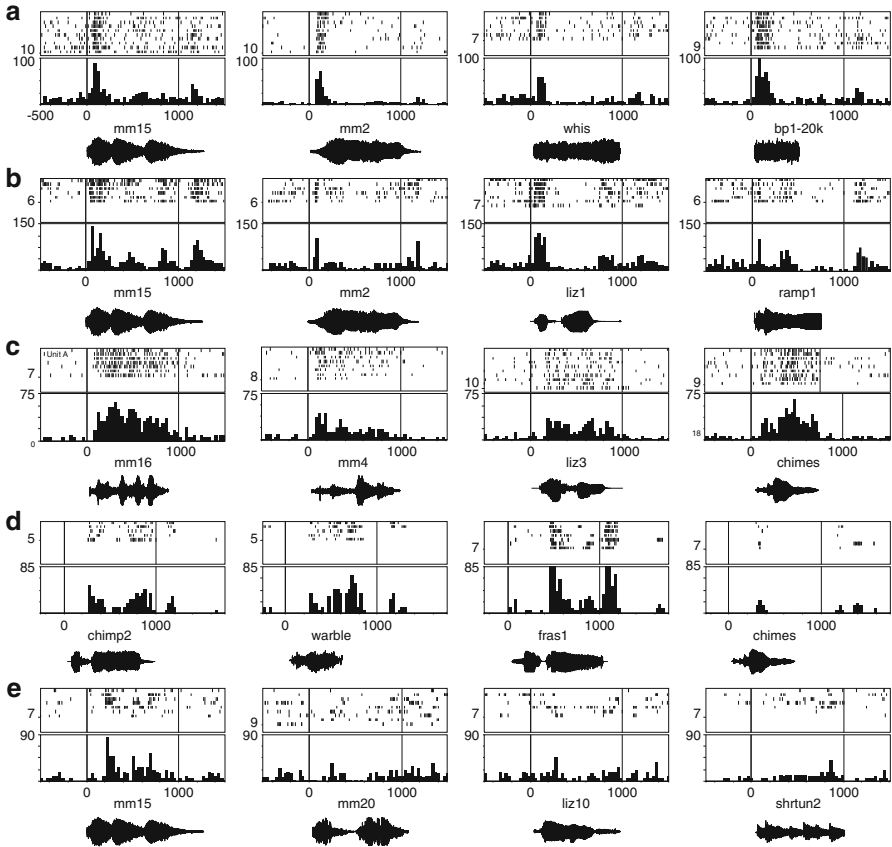 a
10 10 7 9
100 100 100 100
-500 0 1000 0 1000 0 1000 0 1000
mm15 mm2 whis bp1-20k
b
6 6 7 6
150 150 150 150
0 1000 0 1000 0 1000 0 1000
mm15 mm2 liz1 ramp1
c
Unit A
7 8 10 9
75 75 75 75
0 18
0 1000 0 1000 0 1000 0 1000
mm16 mm4 liz3 chimes
d
5 5 7 7
85 85 85 85
0 1000 0 1000 0 1000 0 1000
chimp2 warble fras1 chimes
e
7 9 7 7
90 90 90 90
0 1000 0 1000 0 1000 0 1000
mm15 mm20 liz10 shrtun2